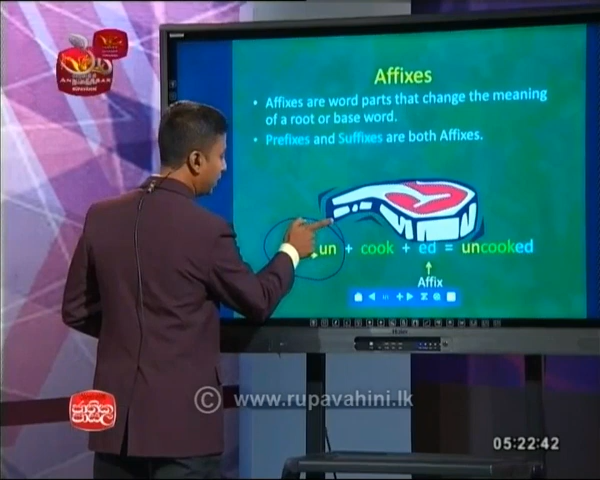 Affixes
• Affixes are word parts that change the meaning
of a root or base word.
• Prefixes and Suffixes are both Affixes.
un + cook + ed = uncooked
Affix
ජාතික
පාසල
© www.rupavahini.lk
05:22:42